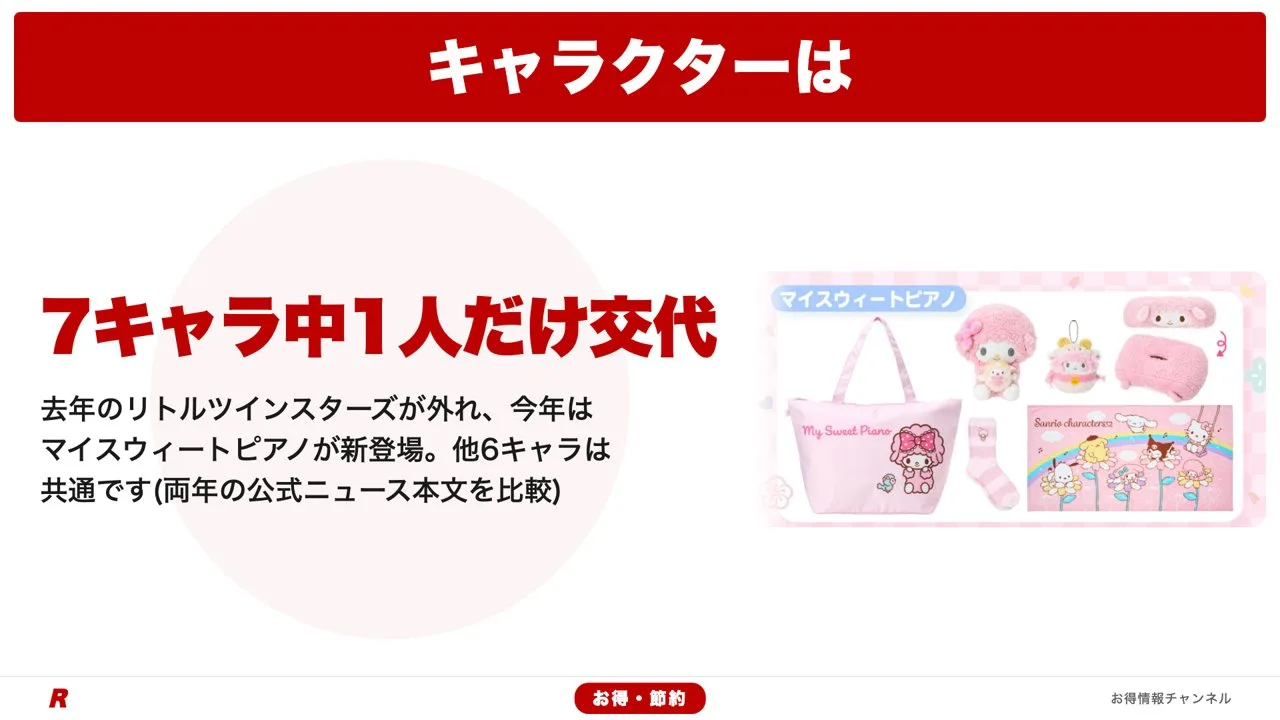 キャラクターは
7キャラ中1人だけ交代
去年のリトルツインスターズが外れ、今年は
マイスウィートピアノが新登場。他6キャラは
共通です(両年の公式ニュース本文を比較)
マイスウィートピアノ
My Sweet Piano
Sanrio characters
R
お得・節約
お得情報チャンネル